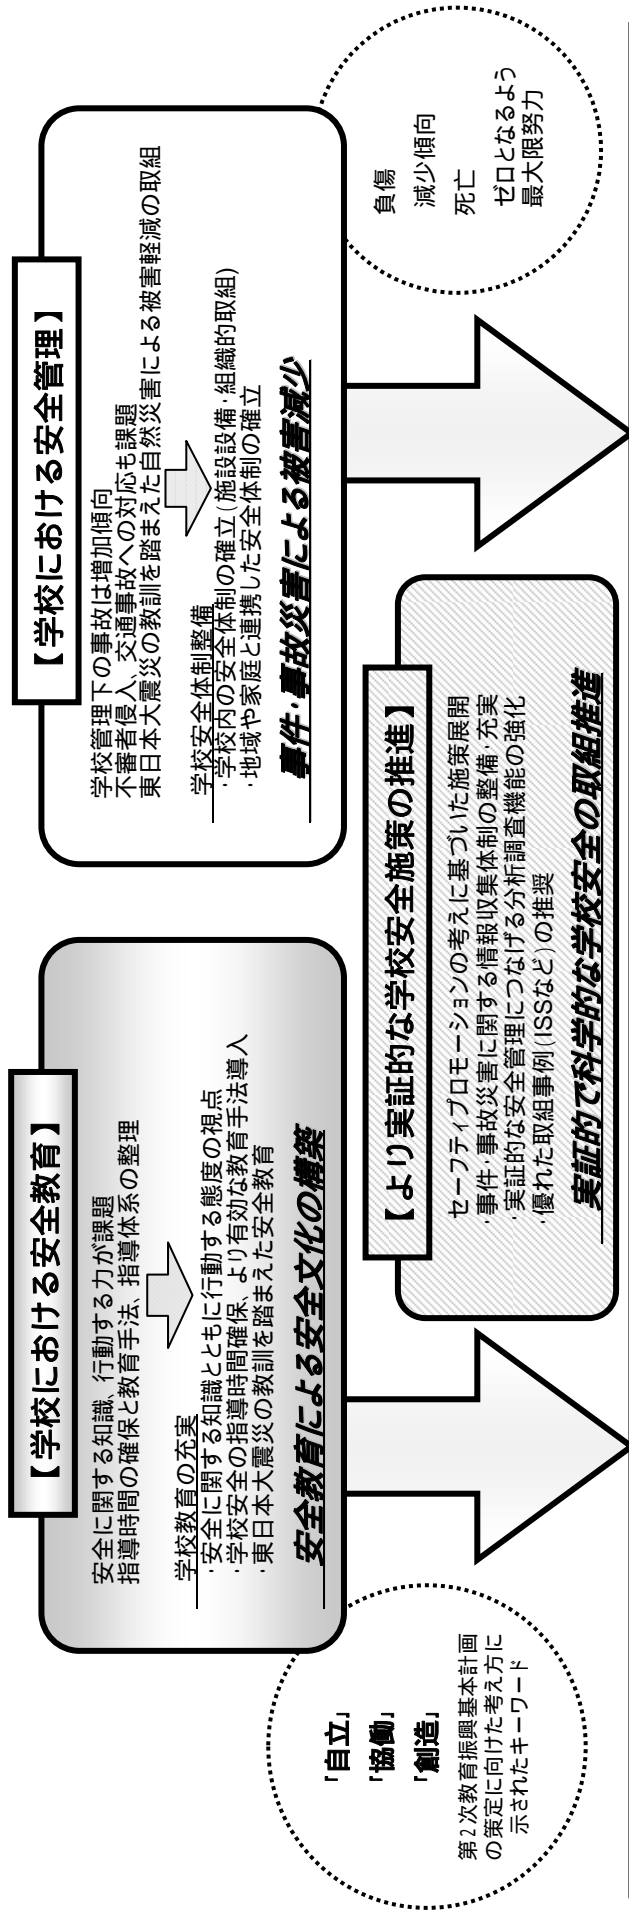 【学校における安全教育】
安全に関する知識、行動する力が課題
指導時間の確保と教育手法、指導体系の整理
学校教育の充実
・安全に関する知識とともに行動する態度の視点
・学校安全の指導時間確保、より有効な教育手法導入
・東日本大震災の教訓を踏まえた安全教育
安全教育による安全文化の構築
【学校における安全管理】
学校管理下の事故は増加傾向
不審者侵入、交通事故への対応も課題
東日本大震災の教訓を踏まえた自然災害による被害軽減の取組
学校安全体制整備
・学校内の安全体制の確立(施設設備・組織的取組)
・地域や家庭と連携した安全体制の確立
事件・事故災害による被害減少
「自立」
「協働」
「創造」
第2次教育振興基本計画
の策定に向けた考え方に
示されたキーワード
【より実証的な学校安全施策の推進】
セーフティプロモーションの考えに基づいた施策展開
・事件・事故災害に関する情報収集体制の整備・充実
・実証的な安全管理につなげる分析調査機能の強化
・優れた取組事例(ISSなど)の推奨
実証的で科学的な学校安全の取組推進
負傷
減少傾向
死亡
ゼロとなるよう
最大限努力